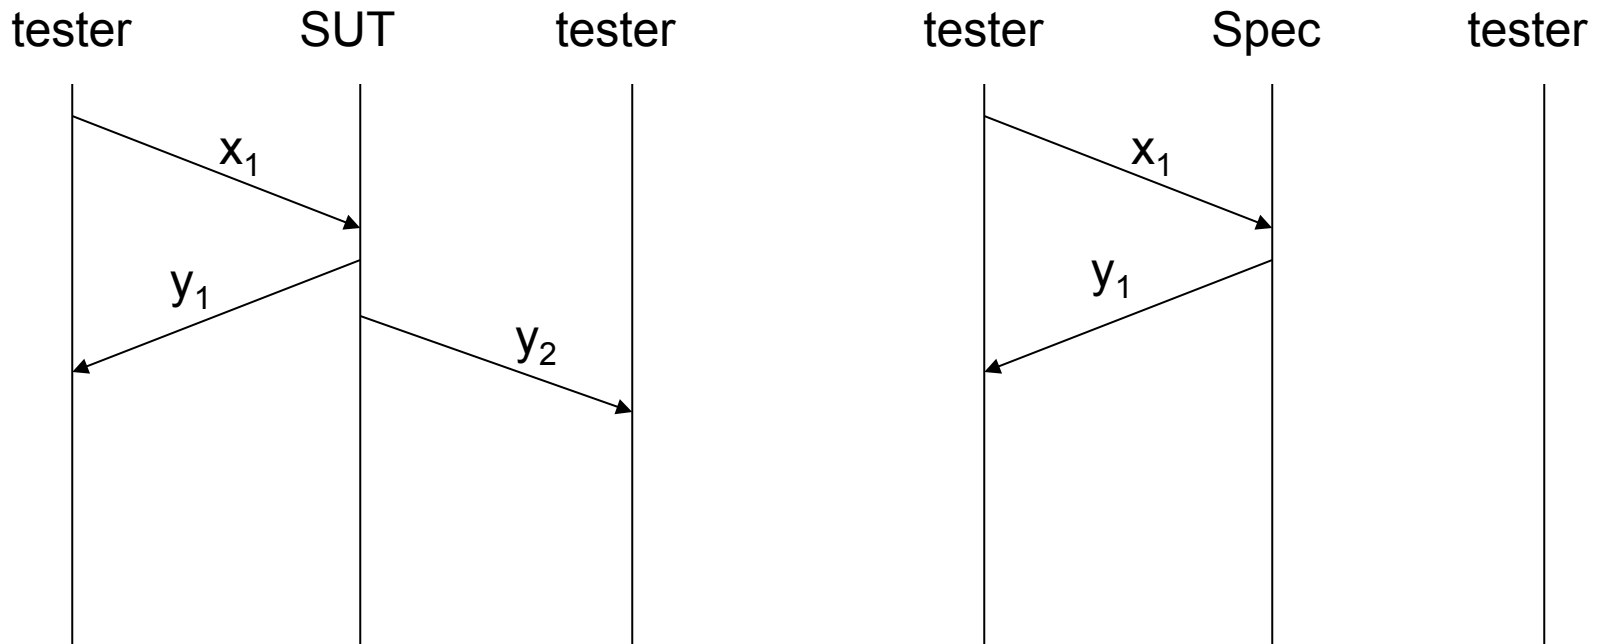 tester SUT tester tester Spec tester
x₁ x₁
y₁ y₁
y₂